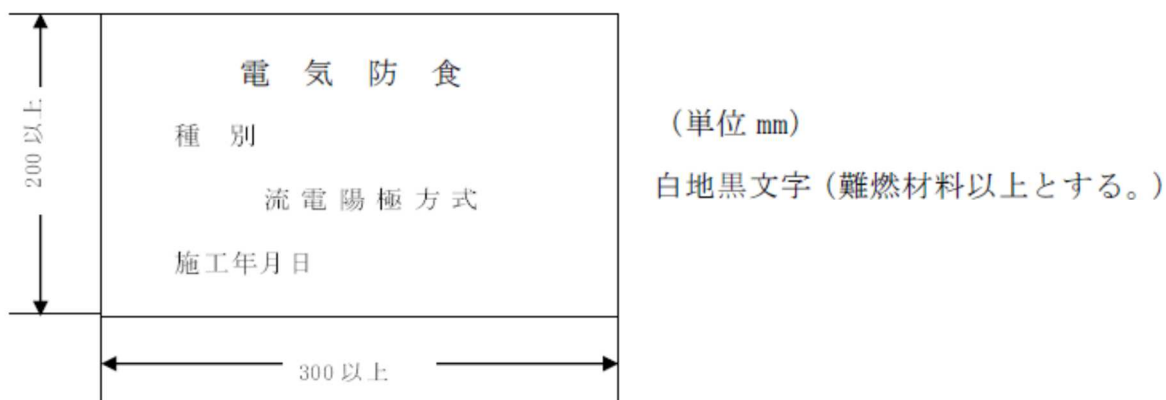 電気防食
種別
流電陽極方式
施工年月日
200以上
300以上
（単位 mm）
白地黒文字（難燃材料以上とする。）